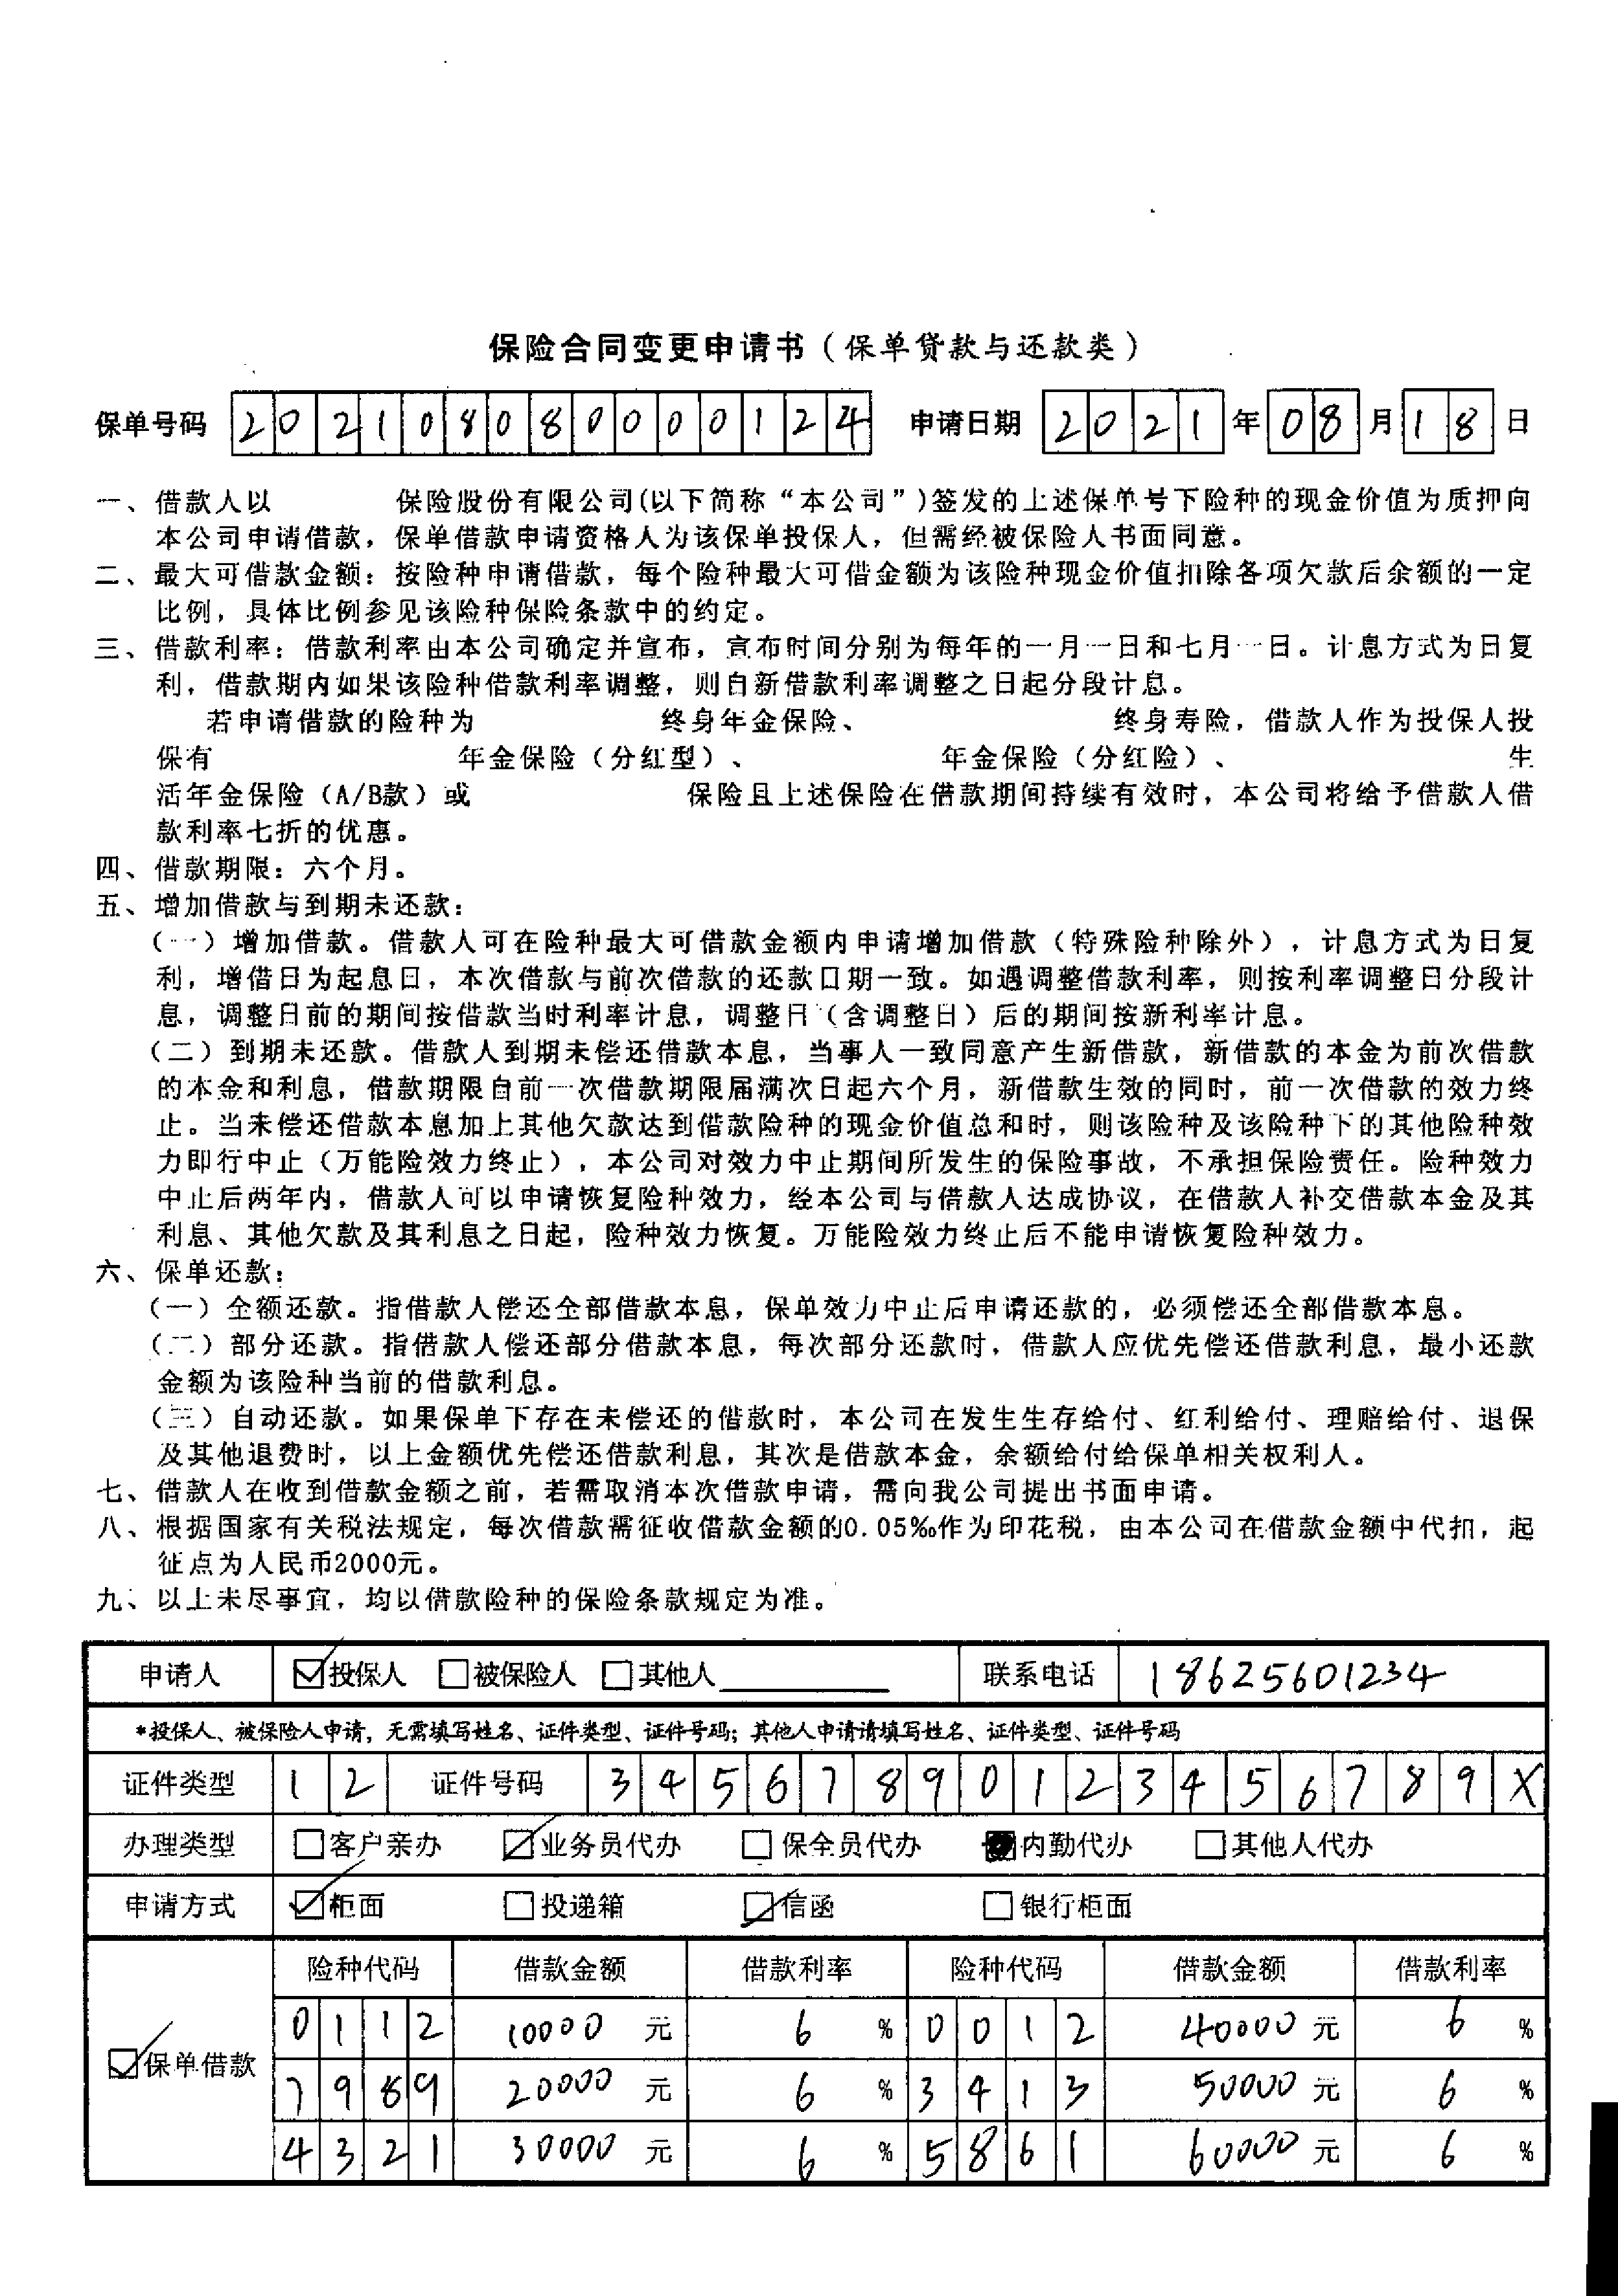 保险合同变更申请书（保单贷款与还款类）
保单号码 202108080000124 申请日期 2021年08月18日
一、借款人以 保险股份有限公司(以下简称“本公司”)签发的上述保单号下险种的现金价值为质押向
本公司申请借款，保单借款申请资格人为该保单投保人，但需经被保险人书面同意。
二、最大可借款金额：按险种申请借款，每个险种最大可借金额为该险种现金价值扣除各项欠款后余额的一定
比例，具体比例参见该险种保险条款中的约定。
三、借款利率：借款利率由本公司确定并宣布，宣布时间分别为每年的一月一日和七月一日。计息方式为日复
利，借款期内如果该险种借款利率调整，则自新借款利率调整之日起分段计息。
若申请借款的险种为 终身年金保险、 终身寿险，借款人作为投保人投
保有 年金保险（分红型）、 年金保险（分红险）、 生
活年金保险（A/B款）或 保险且上述保险在借款期间持续有效时，本公司将给予借款人借
款利率七折的优惠。
四、借款期限：六个月。
五、增加借款与到期未还款：
（一）增加借款。借款人可在险种最大可借款金额内申请增加借款（特殊险种除外），计息方式为日复
利，增借日为起息日，本次借款与前次借款的还款日期一致。如遇调整借款利率，则按利率调整日分段计
息，调整日前的期间按借款当时利率计息，调整日（含调整日）后的期间按新利率计息。
（二）到期未还款。借款人到期未偿还借款本息，当事人一致同意产生新借款，新借款的本金为前次借款
的本金和利息，借款期限自前一次借款期限届满次日起六个月，新借款生效的同时，前一次借款的效力终
止。当未偿还借款本息加上其他欠款达到借款险种的现金价值总和时，则该险种及该险种下的其他险种效
力即行中止（万能险效力终止），本公司对效力中止期间所发生的保险事故，不承担保险责任。险种效力
中止后两年内，借款人可以申请恢复险种效力，经本公司与借款人达成协议，在借款人补交借款本金及其
利息、其他欠款及其利息之日起，险种效力恢复。万能险效力终止后不能申请恢复险种效力。
六、保单还款：
（一）全额还款。指借款人偿还全部借款本息，保单效力中止后申请还款的，必须偿还全部借款本息。
（二）部分还款。指借款人偿还部分借款本息，每次部分还款时，借款人应优先偿还借款利息，最小还款
金额为该险种当前的借款利息。
（三）自动还款。如果保单下存在未偿还的借款时，本公司在发生生存给付、红利给付、理赔给付、退保
及其他退费时，以上金额优先偿还借款利息，其次是借款本金，余额给付给保单相关权利人。
七、借款人在收到借款金额之前，若需取消本次借款申请，需向我公司提出书面申请。
八、根据国家有关税法规定，每次借款需征收借款金额的0.05‰作为印花税，由本公司在借款金额中代扣，起
征点为人民币2000元。
九、以上未尽事宜，均以借款险种的保险条款规定为准。
申请人 ☑投保人 □被保险人 □其他人 联系电话 18625601234
*投保人、被保险人申请，无需填写姓名、证件类型、证件号码；其他人申请请填写姓名、证件类型、证件号码
证件类型 12 证件号码 34567890123456789X
办理类型 □客户亲办 ☑业务员代办 □保全员代办 ■内勤代办 □其他人代办
申请方式 ☑柜面 □投递箱 ☑信函 □银行柜面
险种代码 借款金额 借款利率 险种代码 借款金额 借款利率
0112 10000元 6% 0012 40000元 6%
☑保单借款 7989 20000元 6% 3413 50000元 6%
4321 30000元 6% 5861 60000元 6%